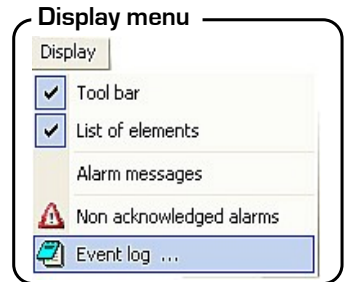 Display menu
Display
Tool bar
List of elements
Alarm messages
Non acknowledged alarms
Event log ...